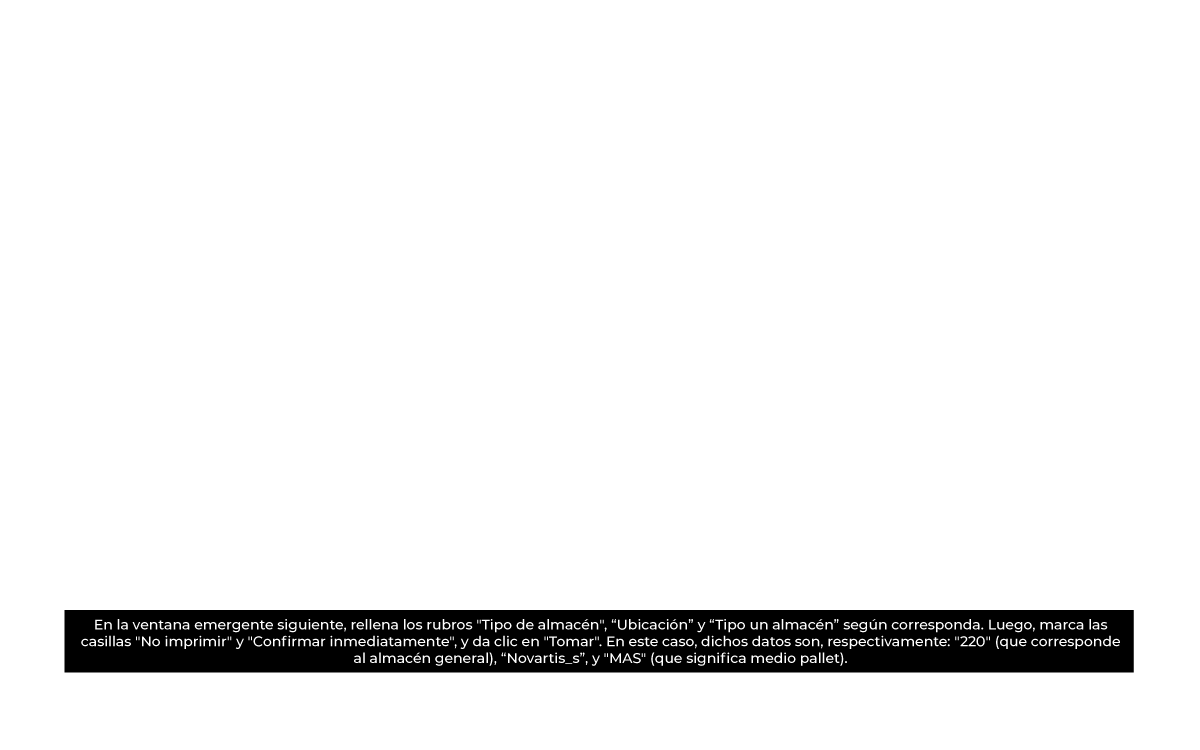 En la ventana emergente siguiente, rellena los rubros "Tipo de almacén", “Ubicación” y “Tipo un almacén” según corresponda. Luego, marca las
casillas "No imprimir" y "Confirmar inmediatamente", y da clic en "Tomar". En este caso, dichos datos son, respectivamente: "220" (que corresponde
al almacén general), “Novartis_s”, y "MAS" (que significa medio pallet).